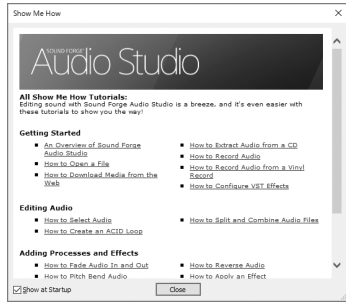 Show Me How
SOUND FORGE™
Audio Studio
All Show Me How Tutorials:
Editing sound with Sound Forge Audio Studio is a breeze, and it's even easier with
these tutorials to show you the way!
Getting Started
An Overview of Sound Forge
Audio Studio
How to Open a File
How to Download Media from the
Web
How to Extract Audio from a CD
How to Record Audio
How to Record Audio from a Vinyl
Record
How to Configure VST Effects
Editing Audio
How to Select Audio
How to Create an ACID Loop
How to Split and Combine Audio Files
Adding Processes and Effects
How to Fade Audio In and Out
How to Pitch Bend Audio
How to Reverse Audio
How to Apply an Effect
Show at Startup
Close